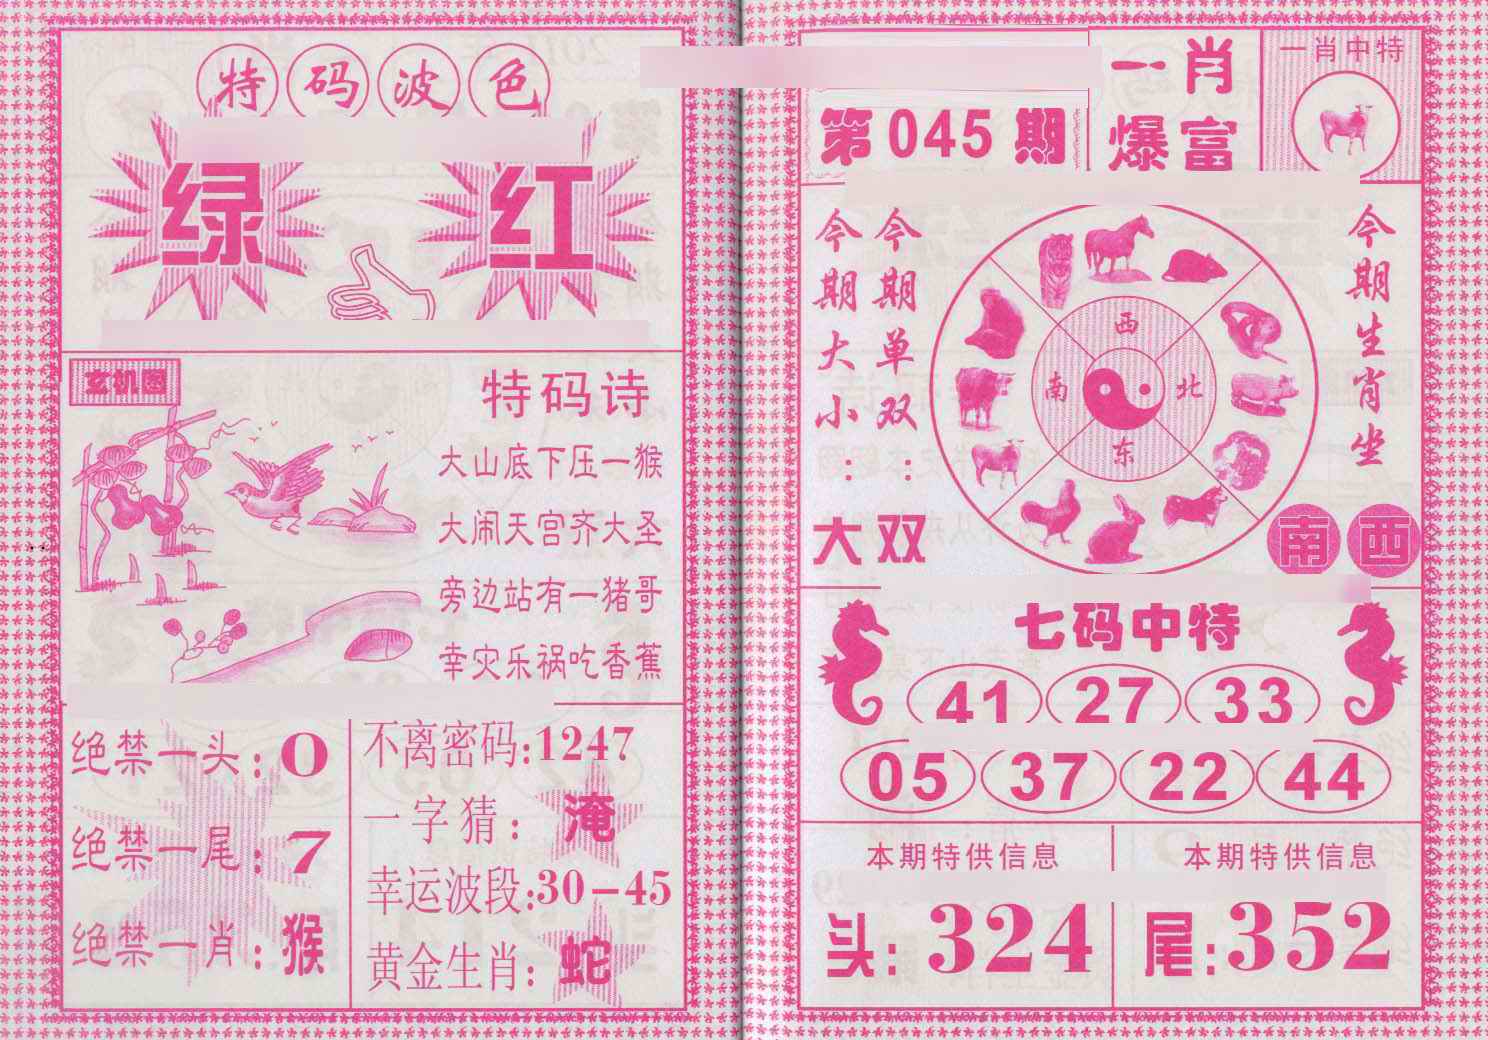 特码波色
绿 红
玄机图
特码诗
大山底下压一猴
大闹天宫齐大圣
旁边站有一猪哥
幸灾乐祸吃香蕉
绝禁一头:0
绝禁一尾:7
绝禁一肖:猴
不离密码:1247
一字猜:淹
幸运波段:30-45
黄金生肖:蛇
第045期
一肖
爆富
一肖中特
今期大小:大
今期单双:双
西
南 北
东
今期生肖坐
南 西
七码中特
41 27 33
05 37 22 44
本期特供信息
头:324
本期特供信息
尾:352